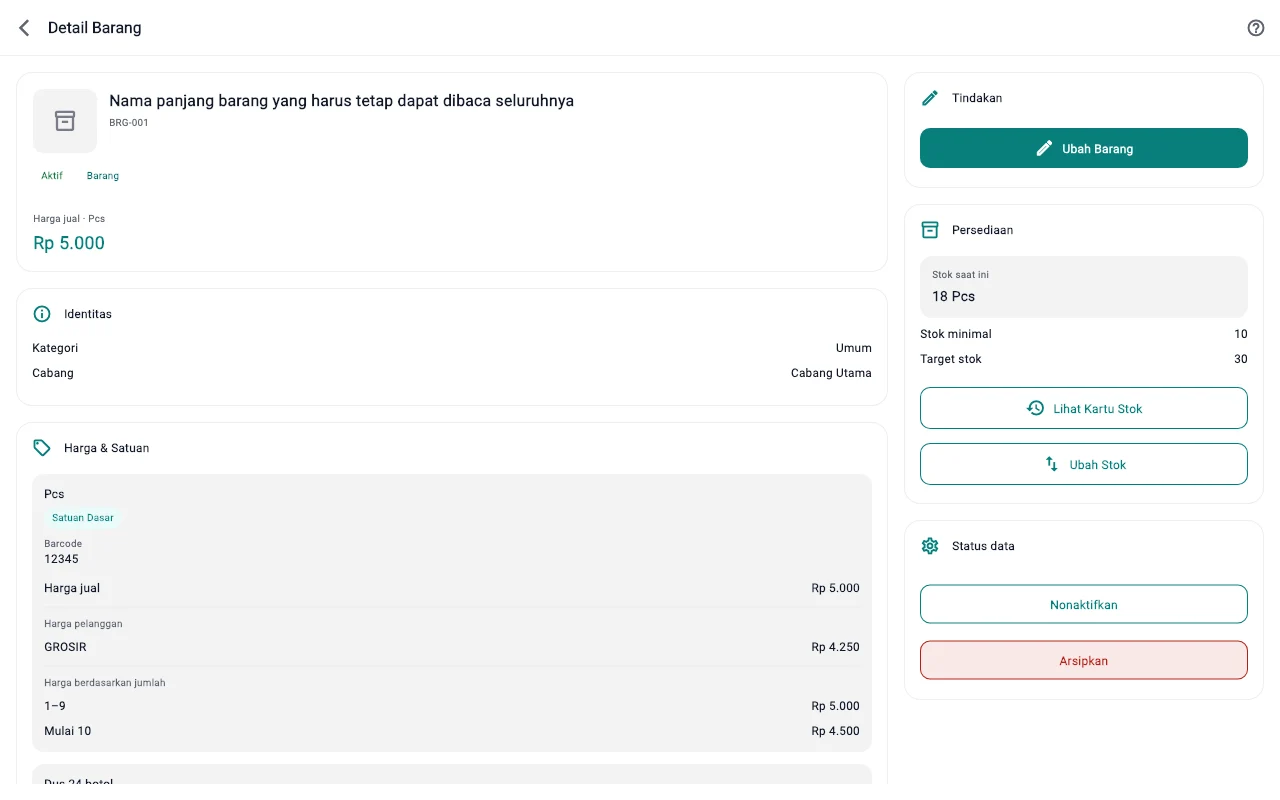 Detail Barang
Nama panjang barang yang harus tetap dapat dibaca seluruhnya
BRG-001
Aktif
Barang
Harga jual · Pcs
Rp 5.000
Identitas
Kategori
Umum
Cabang
Cabang Utama
Harga & Satuan
Pcs
Satuan Dasar
Barcode
12345
Harga jual
Rp 5.000
Harga pelanggan
GROSIR
Rp 4.250
Harga berdasarkan jumlah
1–9
Rp 5.000
Mulai 10
Rp 4.500
Dus 24 botol
Tindakan
Ubah Barang
Persediaan
Stok saat ini
18 Pcs
Stok minimal
10
Target stok
30
Lihat Kartu Stok
Ubah Stok
Status data
Nonaktifkan
Arsipkan